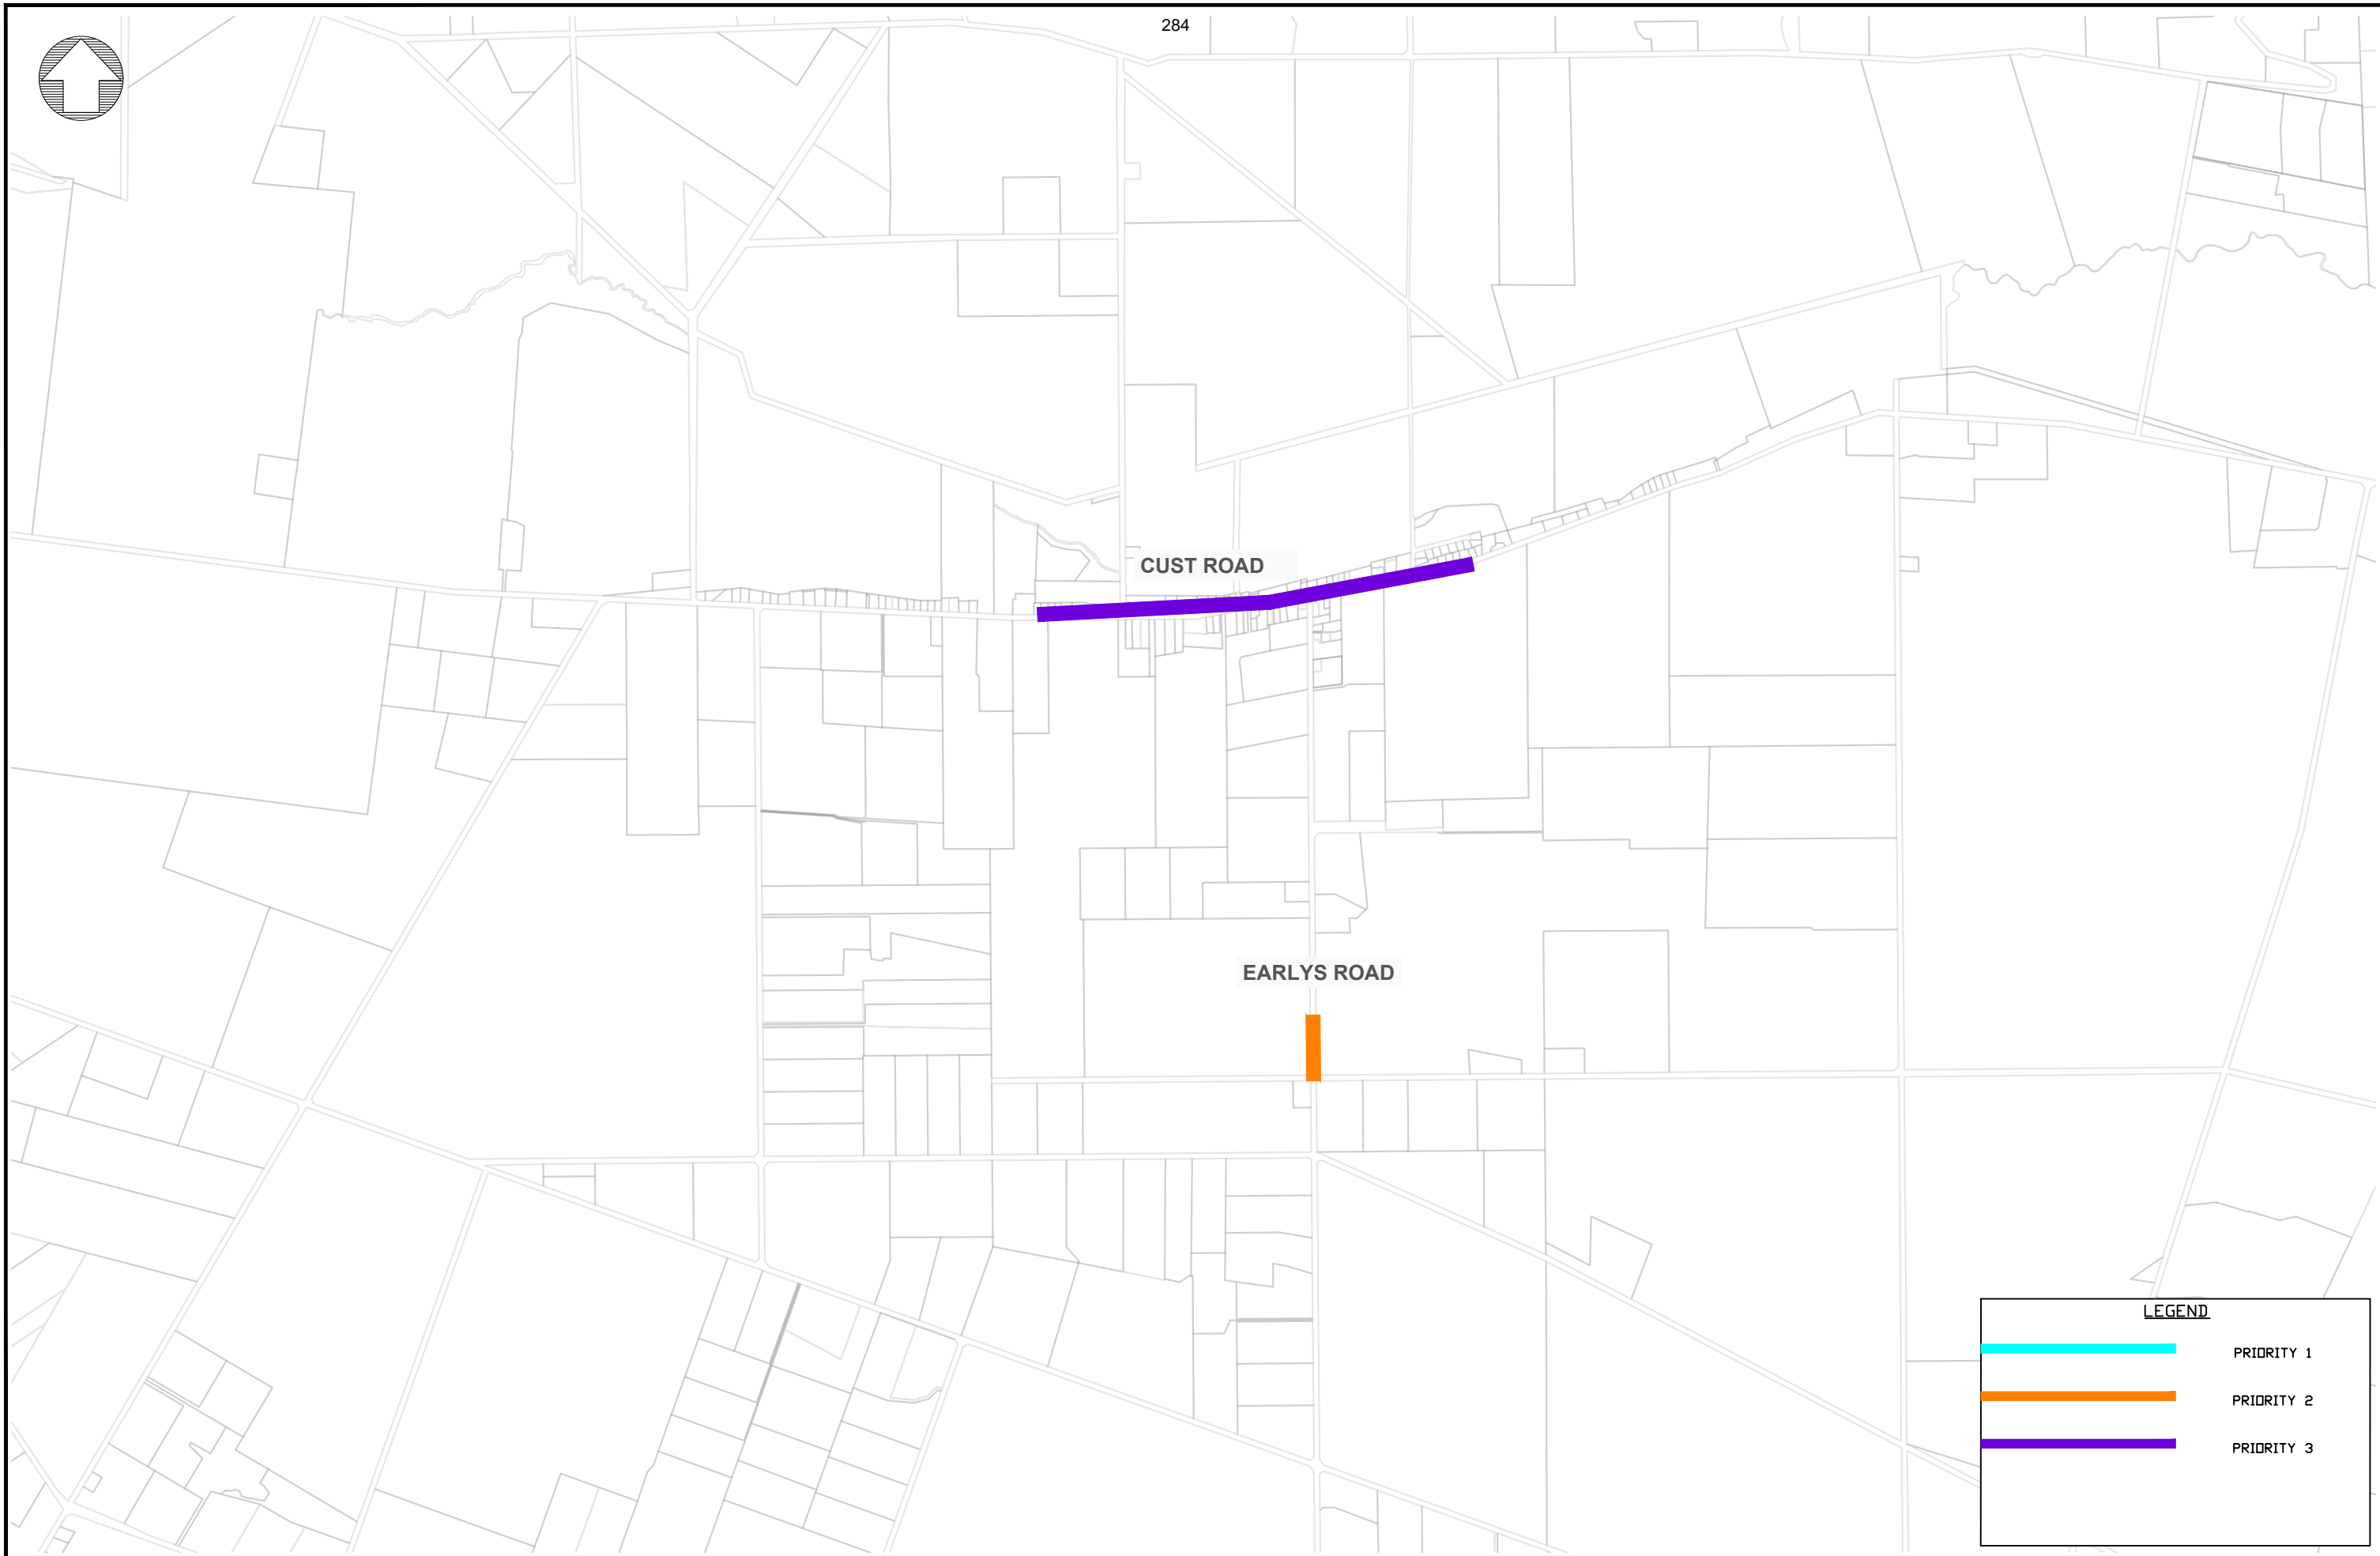 284
CUST ROAD
EARLYS ROAD
LEGEND
PRIORITY 1
PRIORITY 2
PRIORITY 3